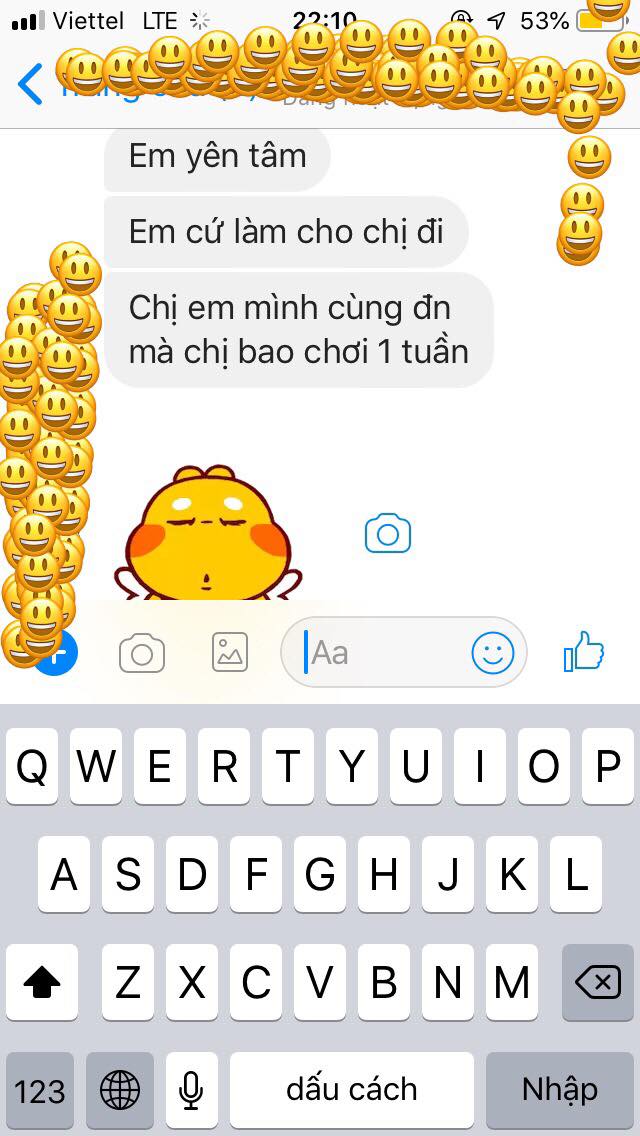 Viettel LTE 22:10 53%
Em yên tâm
Em cứ làm cho chị đi
Chị em mình cùng đn
mà chị bao chơi 1 tuần
Aa
Q W E R T Y U I O P
A S D F G H J K L
Z X C V B N M
123 dấu cách Nhập